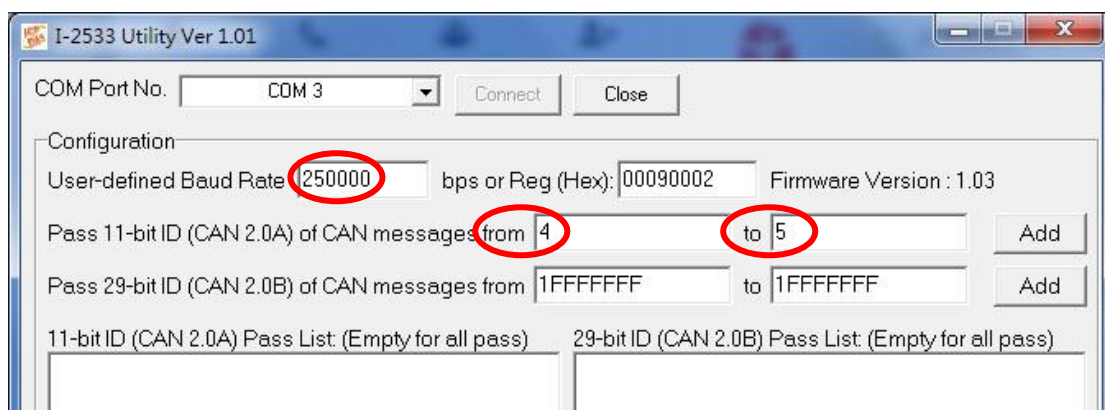 I-2533 Utility Ver 1.01
COM Port No. COM 3 Connect Close
Configuration
User-defined Baud Rate 250000 bps or Reg (Hex): 00090002 Firmware Version : 1.03
Pass 11-bit ID (CAN 2.0A) of CAN messages from 4 to 5 Add
Pass 29-bit ID (CAN 2.0B) of CAN messages from 1FFFFFFF to 1FFFFFFF Add
11-bit ID (CAN 2.0A) Pass List: (Empty for all pass) 29-bit ID (CAN 2.0B) Pass List: (Empty for all pass)